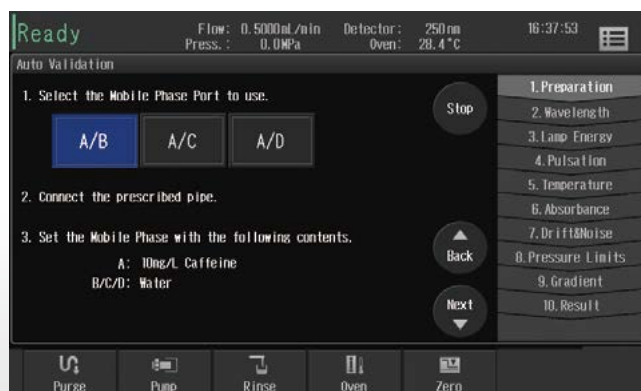 Ready
Flow: 0.5000mL/min Detector: 250nm 16:37:53
Press.: 0.0MPa Oven: 28.4°C
Auto Validation
1. Select the Mobile Phase Port to use.
A/B A/C A/D
Stop
2. Connect the prescribed pipe.
3. Set the Mobile Phase with the following contents.
A: 10mg/L Caffeine
B/C/D: Water
Back
Next
1.Preparation
2.Wavelength
3.Lamp Energy
4.Pulsation
5.Temperature
6.Absorbance
7.Drift&Noise
8.Pressure Limits
9.Gradient
10.Result
Purge Pump Rinse Oven Zero